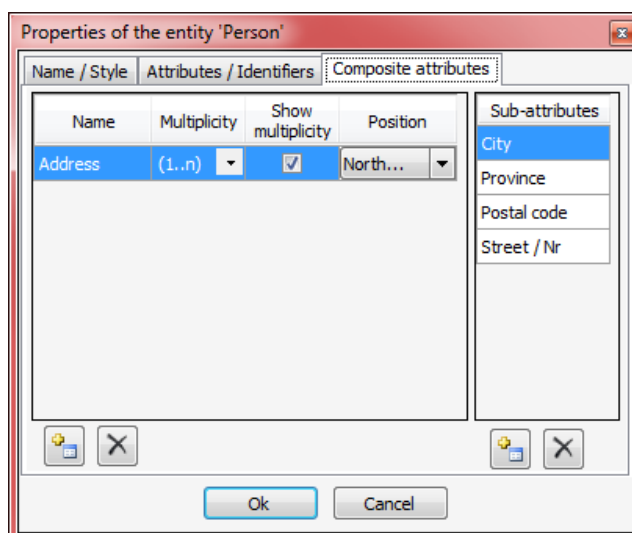 Properties of the entity 'Person'
Name / Style
Attributes / Identifiers
Composite attributes
Name
Multiplicity
Show
multiplicity
Position
Sub-attributes
Address
(1..n)
North...
City
Province
Postal code
Street / Nr
Ok
Cancel